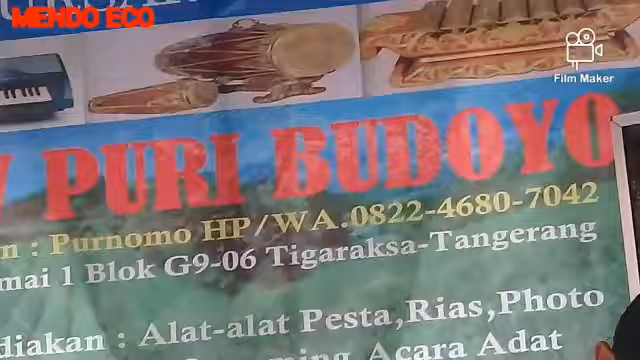 MENDO ECO
Film Maker
PURI BUDOYO
n : Purnomo HP/WA.0822-4680-7042
mai 1 Blok G9-06 Tigaraksa-Tangerang
diakan : Alat-alat Pesta,Rias,Photo
Acara Adat